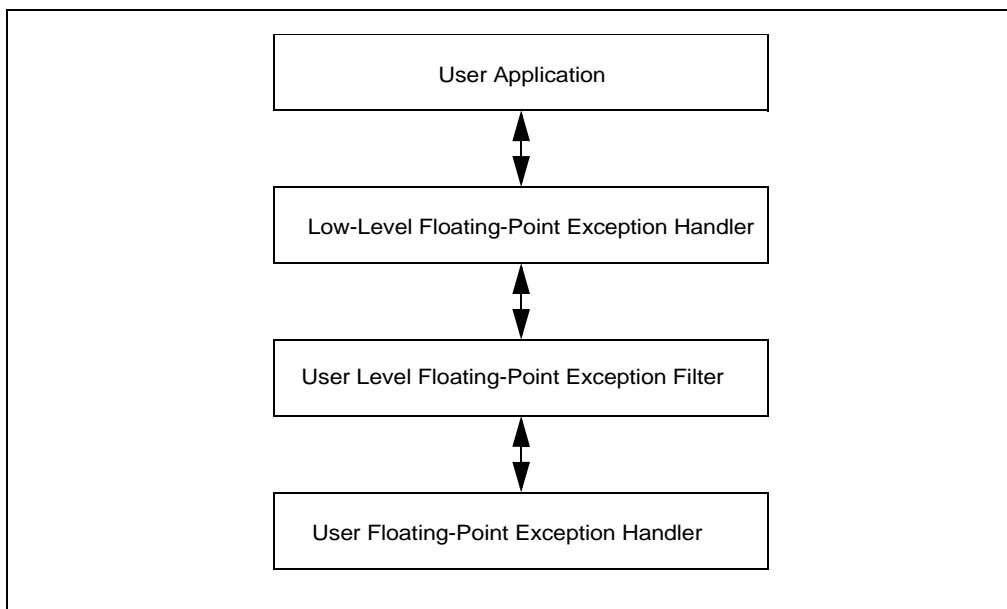 User Application
Low-Level Floating-Point Exception Handler
User Level Floating-Point Exception Filter
User Floating-Point Exception Handler